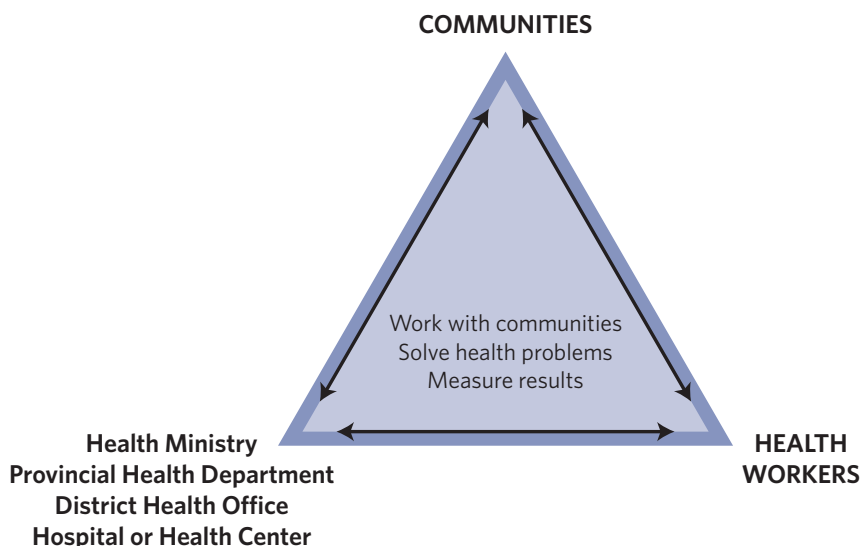 COMMUNITIES
Work with communities
Solve health problems
Measure results
Health Ministry
Provincial Health Department
District Health Office
Hospital or Health Center
HEALTH
WORKERS